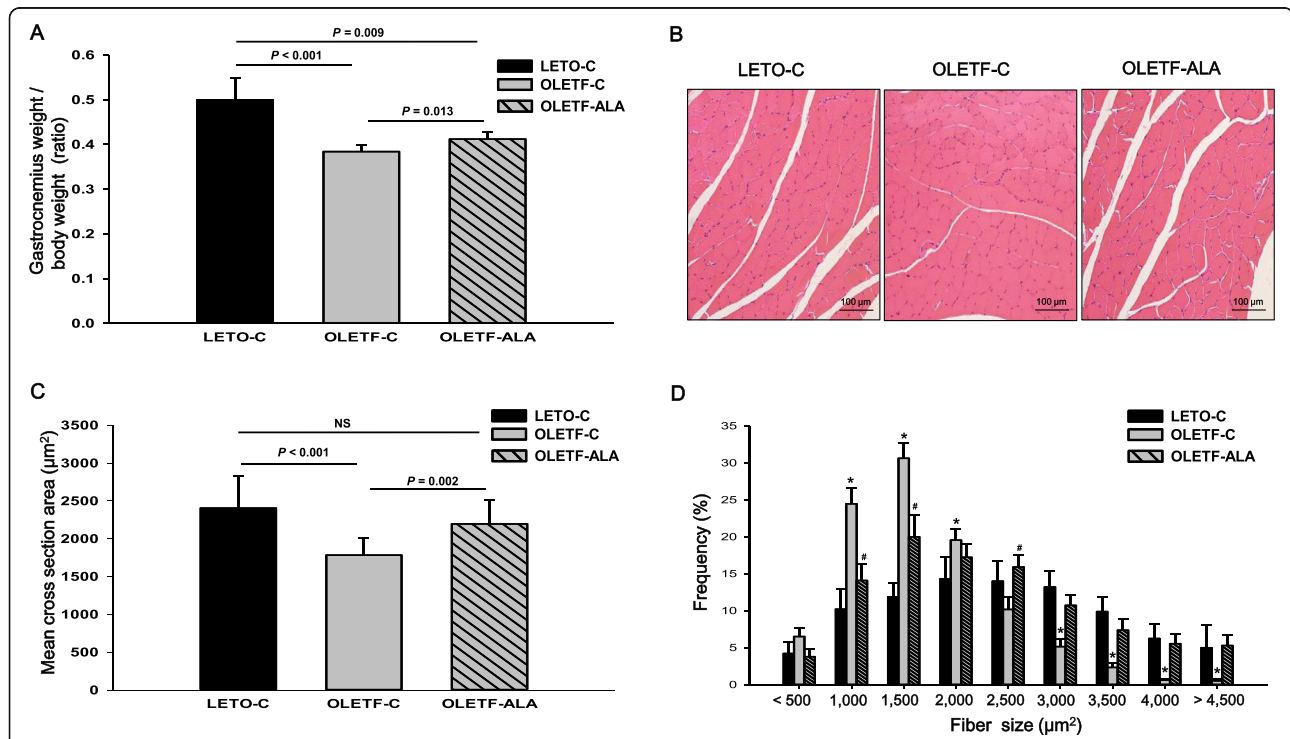 A
P = 0.009
P < 0.001
P = 0.013
LETO-C
OLETF-C
OLETF-ALA
Gastrocnemius weight /
body weight (ratio)
0.6
0.5
0.4
0.3
0.2
0.1
0.0
LETO-C
OLETF-C
OLETF-ALA
B
LETO-C
OLETF-C
OLETF-ALA
100 µm
100 µm
100 µm
C
LETO-C
OLETF-C
OLETF-ALA
NS
P < 0.001
P = 0.002
Mean cross section area (µm²)
3500
3000
2500
2000
1500
1000
500
0
LETO-C
OLETF-C
OLETF-ALA
D
LETO-C
OLETF-C
OLETF-ALA
Frequency (%)
35
30
25
20
15
10
5
0
*
#
*
#
*
#
*
*
*
*
< 500
1,000
1,500
2,000
2,500
3,000
3,500
4,000
> 4,500
Fiber size (µm²)